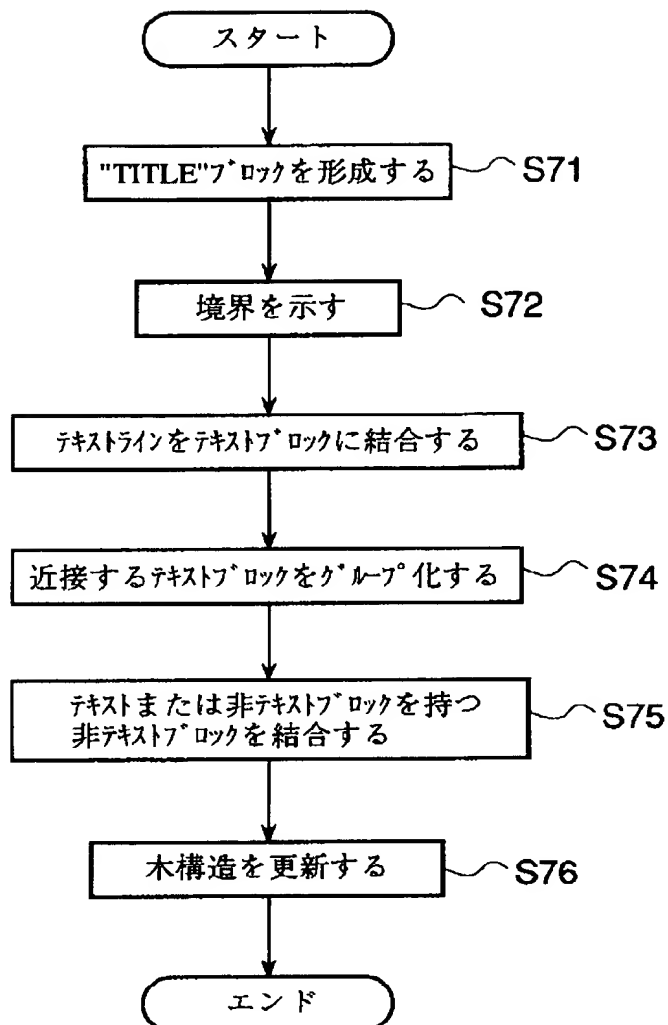 スタート
"TITLE"ブロックを形成する
S71
境界を示す
S72
テキストラインをテキストブロックに結合する
S73
近接するテキストブロックをグループ化する
S74
テキストまたは非テキストブロックを持つ
非テキストブロックを結合する
S75
木構造を更新する
S76
エンド